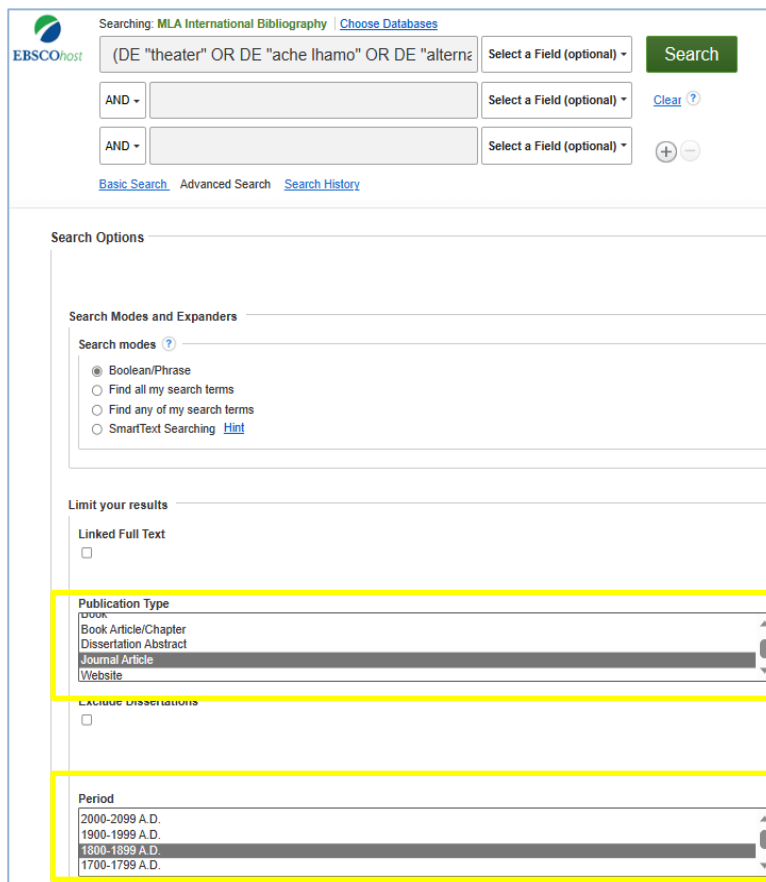 Searching: MLA International Bibliography | Choose Databases
EBSCOhost
(DE "theater" OR DE "ache lhamo" OR DE "alterna
Select a Field (optional)
Search
AND
Select a Field (optional)
Clear ?
AND
Select a Field (optional)
Basic Search Advanced Search Search History
Search Options
Search Modes and Expanders
Search modes ?
Boolean/Phrase
Find all my search terms
Find any of my search terms
SmartText Searching Hint
Limit your results
Linked Full Text
Publication Type
Book
Book Article/Chapter
Dissertation Abstract
Journal Article
Website
Exclude Dissertations
Period
2000-2099 A.D.
1900-1999 A.D.
1800-1899 A.D.
1700-1799 A.D.